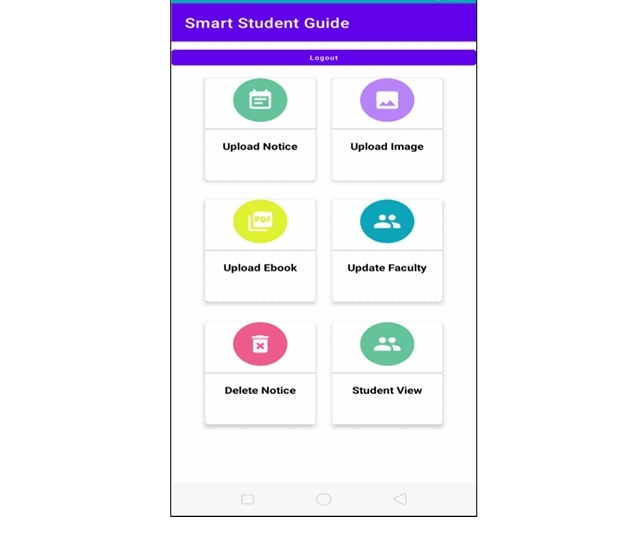 Smart Student Guide
Logout
Upload Notice
Upload Image
PDF
Upload Ebook
Update Faculty
Delete Notice
Student View